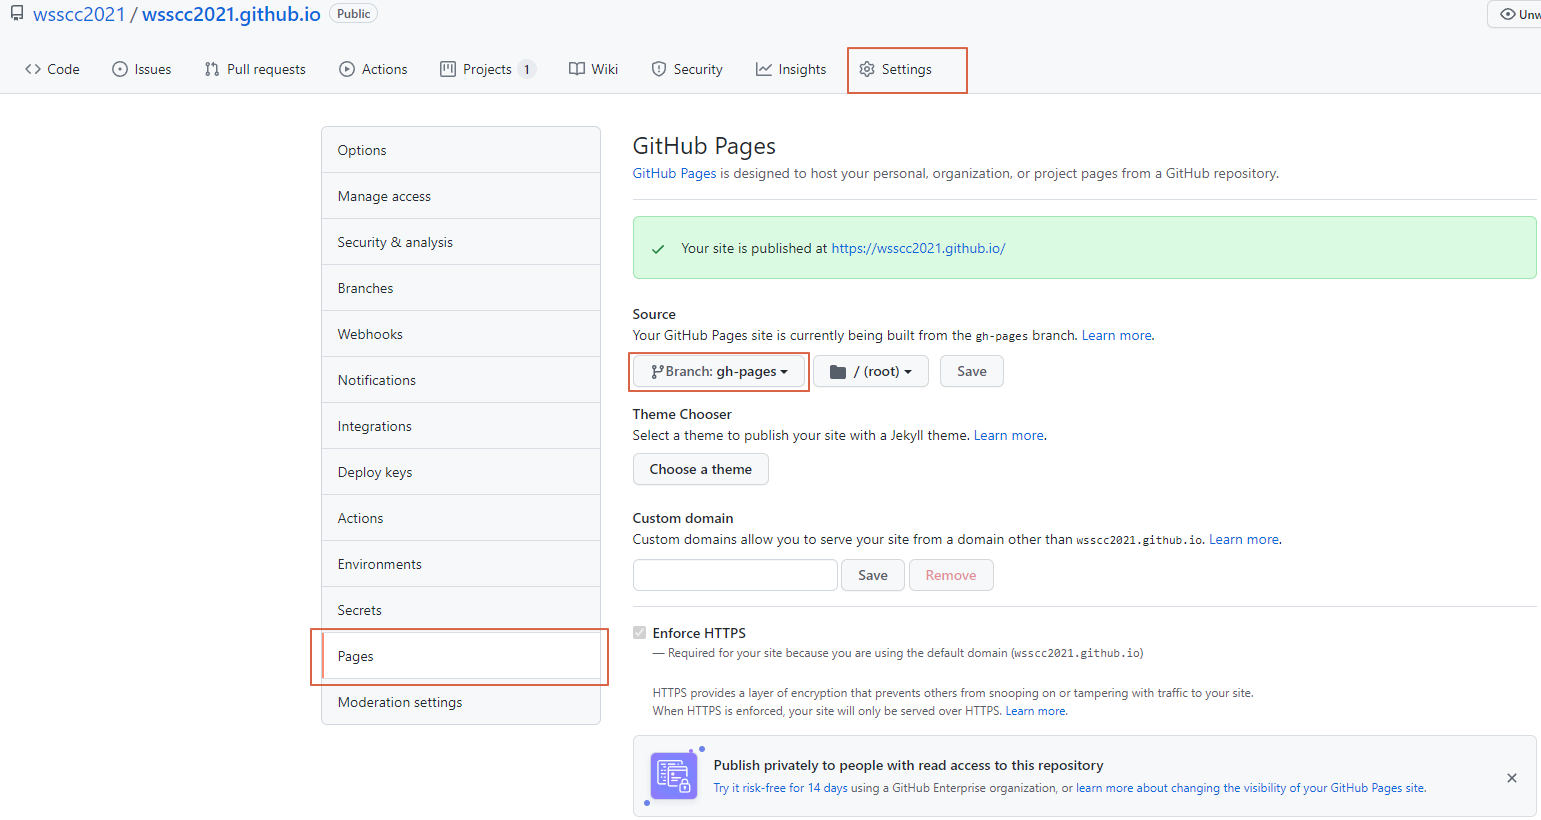 wsscc2021 / wsscc2021.github.io Public
Code Issues Pull requests Actions Projects 1 Wiki Security Insights Settings
Options
Manage access
Security & analysis
Branches
Webhooks
Notifications
Integrations
Deploy keys
Actions
Environments
Secrets
Pages
Moderation settings
GitHub Pages
GitHub Pages is designed to host your personal, organization, or project pages from a GitHub repository.
Your site is published at https://wsscc2021.github.io/
Source
Your GitHub Pages site is currently being built from the gh-pages branch. Learn more.
Branch: gh-pages / (root) Save
Theme Chooser
Select a theme to publish your site with a Jekyll theme. Learn more.
Choose a theme
Custom domain
Custom domains allow you to serve your site from a domain other than wsscc2021.github.io. Learn more.
Save Remove
Enforce HTTPS
— Required for your site because you are using the default domain (wsscc2021.github.io)
HTTPS provides a layer of encryption that prevents others from snooping on or tampering with traffic to your site.
When HTTPS is enforced, your site will only be served over HTTPS. Learn more.
Publish privately to people with read access to this repository
Try it risk-free for 14 days using a GitHub Enterprise organization, or learn more about changing the visibility of your GitHub Pages site.